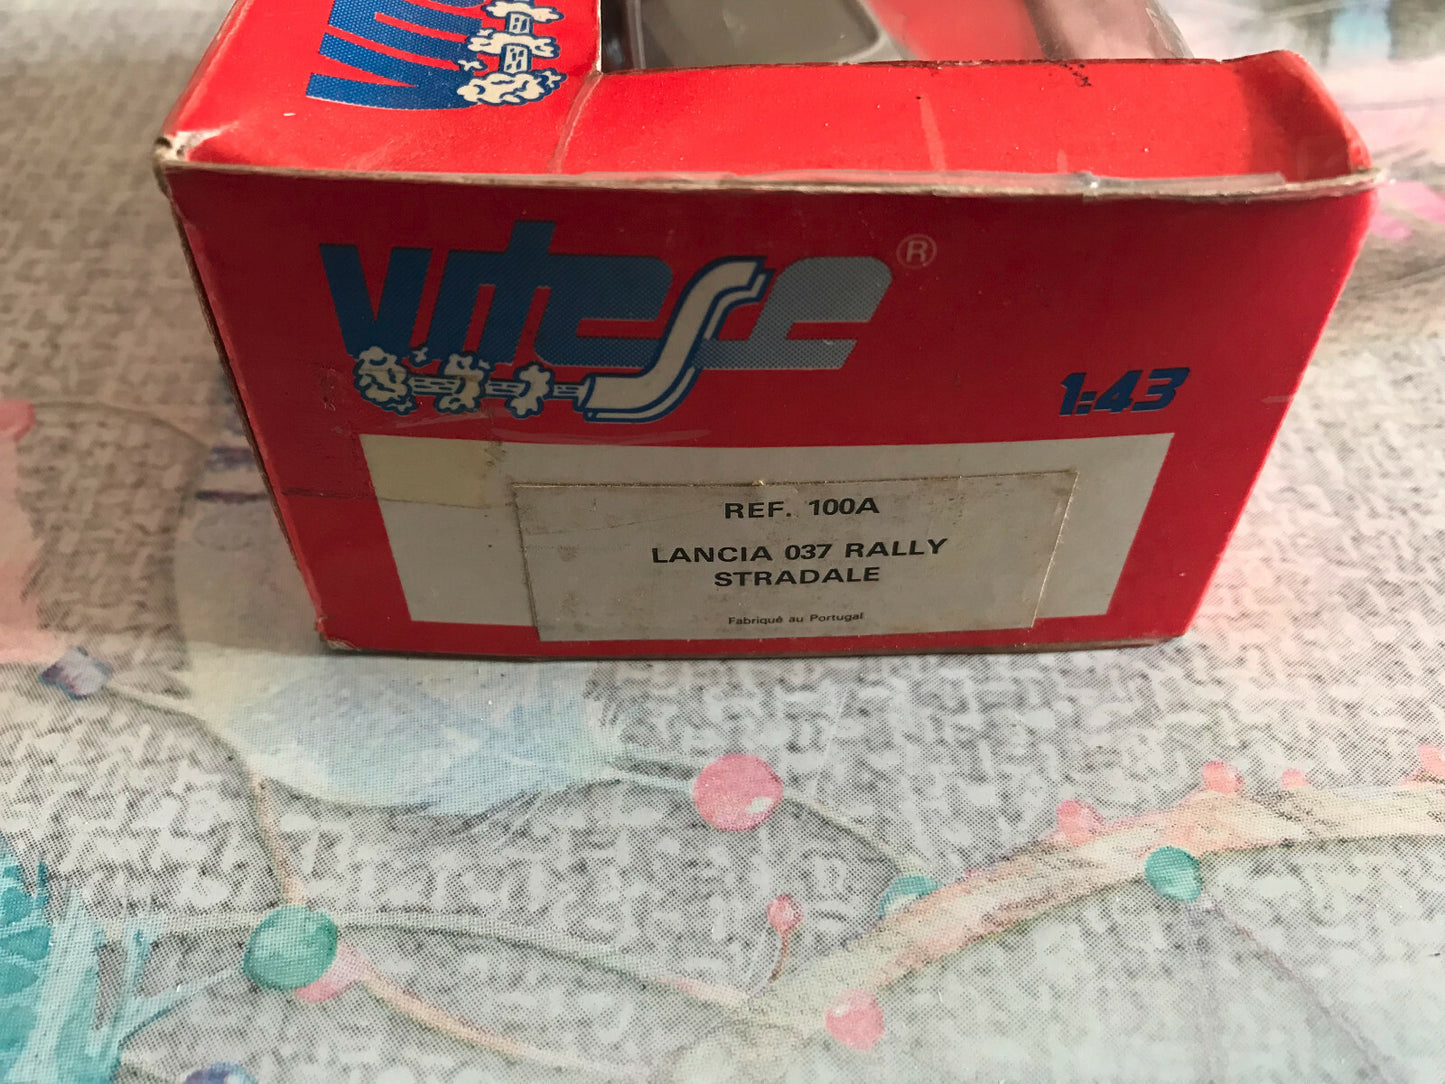 Vitesse ®
1:43
REF. 100A
LANCIA 037 RALLY
STRADALE
Fabriqué au Portugal